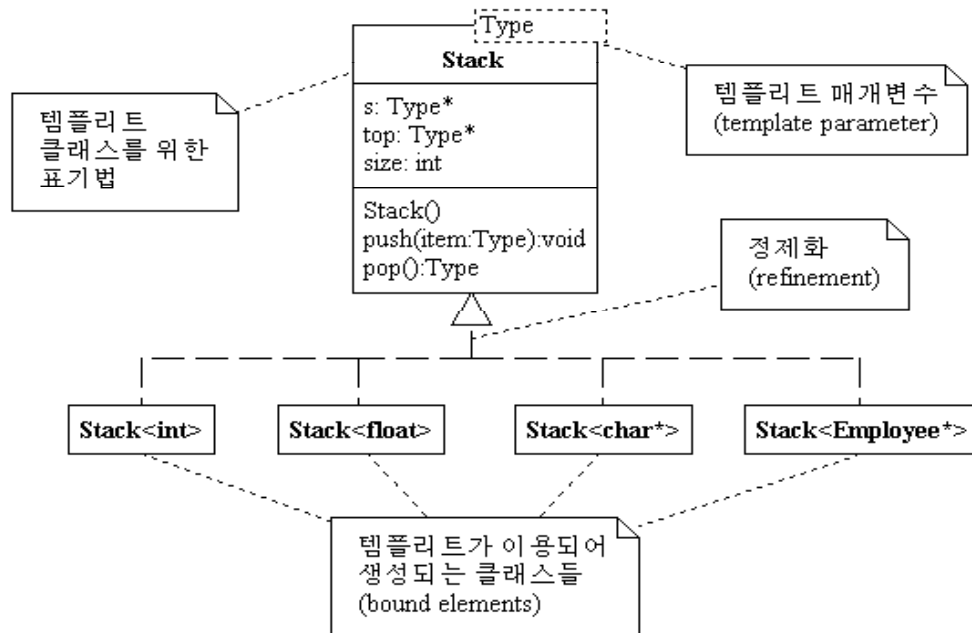 Type
Stack
s: Type*
top: Type*
size: int
Stack()
push(item:Type):void
pop():Type
템플리트
클래스를 위한
표기법
템플리트 매개변수
(template parameter)
정제화
(refinement)
Stack<int>
Stack<float>
Stack<char*>
Stack<Employee*>
템플리트가 이용되어
생성되는 클래스들
(bound elements)